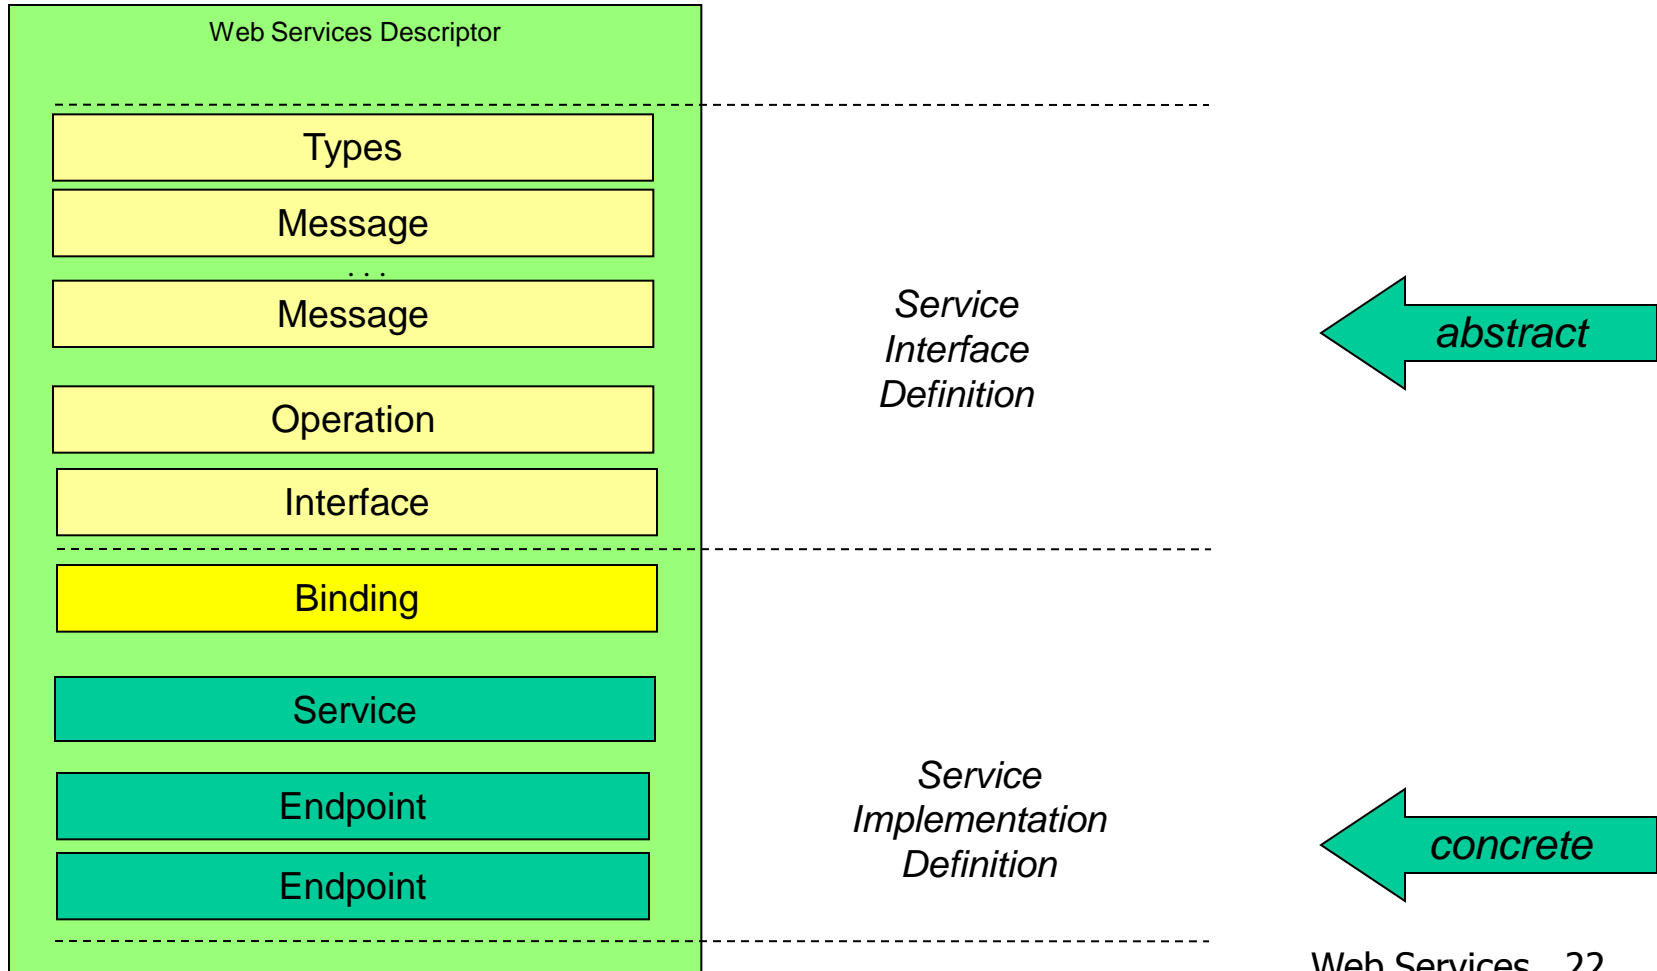 Web Services Descriptor
Types
Message
. . .
Message
Operation
Interface
Binding
Service
Endpoint
Endpoint
Service
Interface
Definition
Service
Implementation
Definition
abstract
concrete
Web Services 22